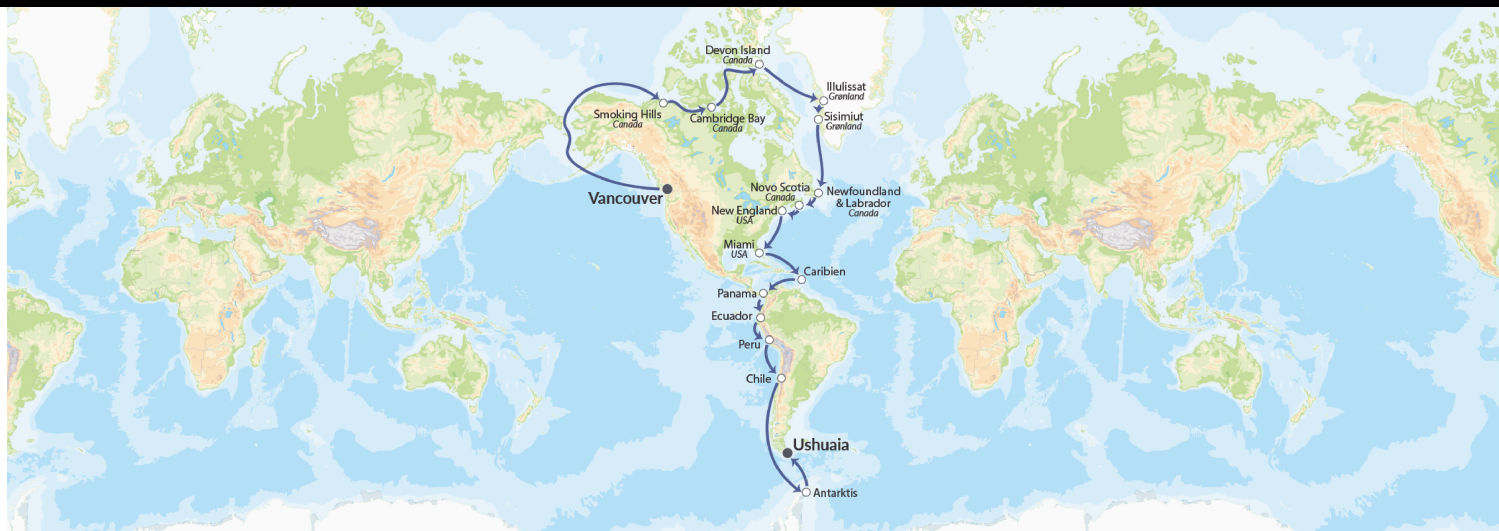 Devon Island
Canada
Illulissat
Grønland
Smoking Hills
Canada
Cambridge Bay
Canada
Sisimiut
Grønland
Vancouver
Novo Scotia
Canada
Newfoundland
& Labrador
Canada
New England
USA
Miami
USA
Caribien
Panama
Ecuador
Peru
Chile
Ushuaia
Antarktis